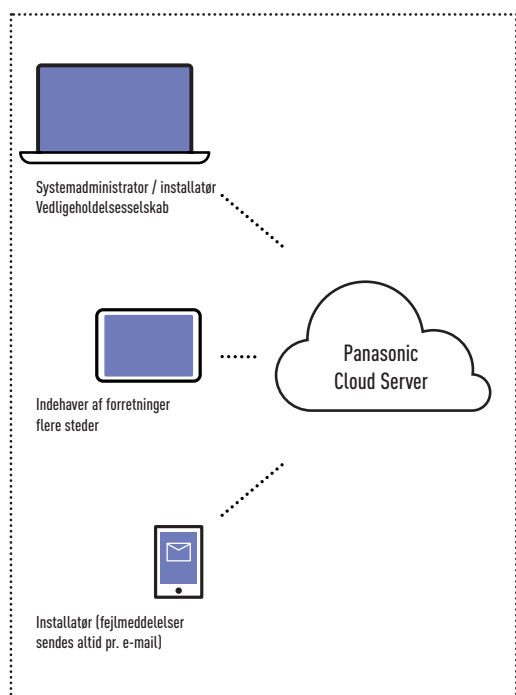 Systemadministrator / installatør
Vedligeholdelsesselskab
Panasonic
Cloud Server
Indehaver af forretninger
flere steder
Installatør (fejlmeddelelser
sendes altid pr. e-mail)